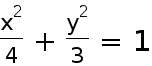 x²/4 + y²/3 = 1